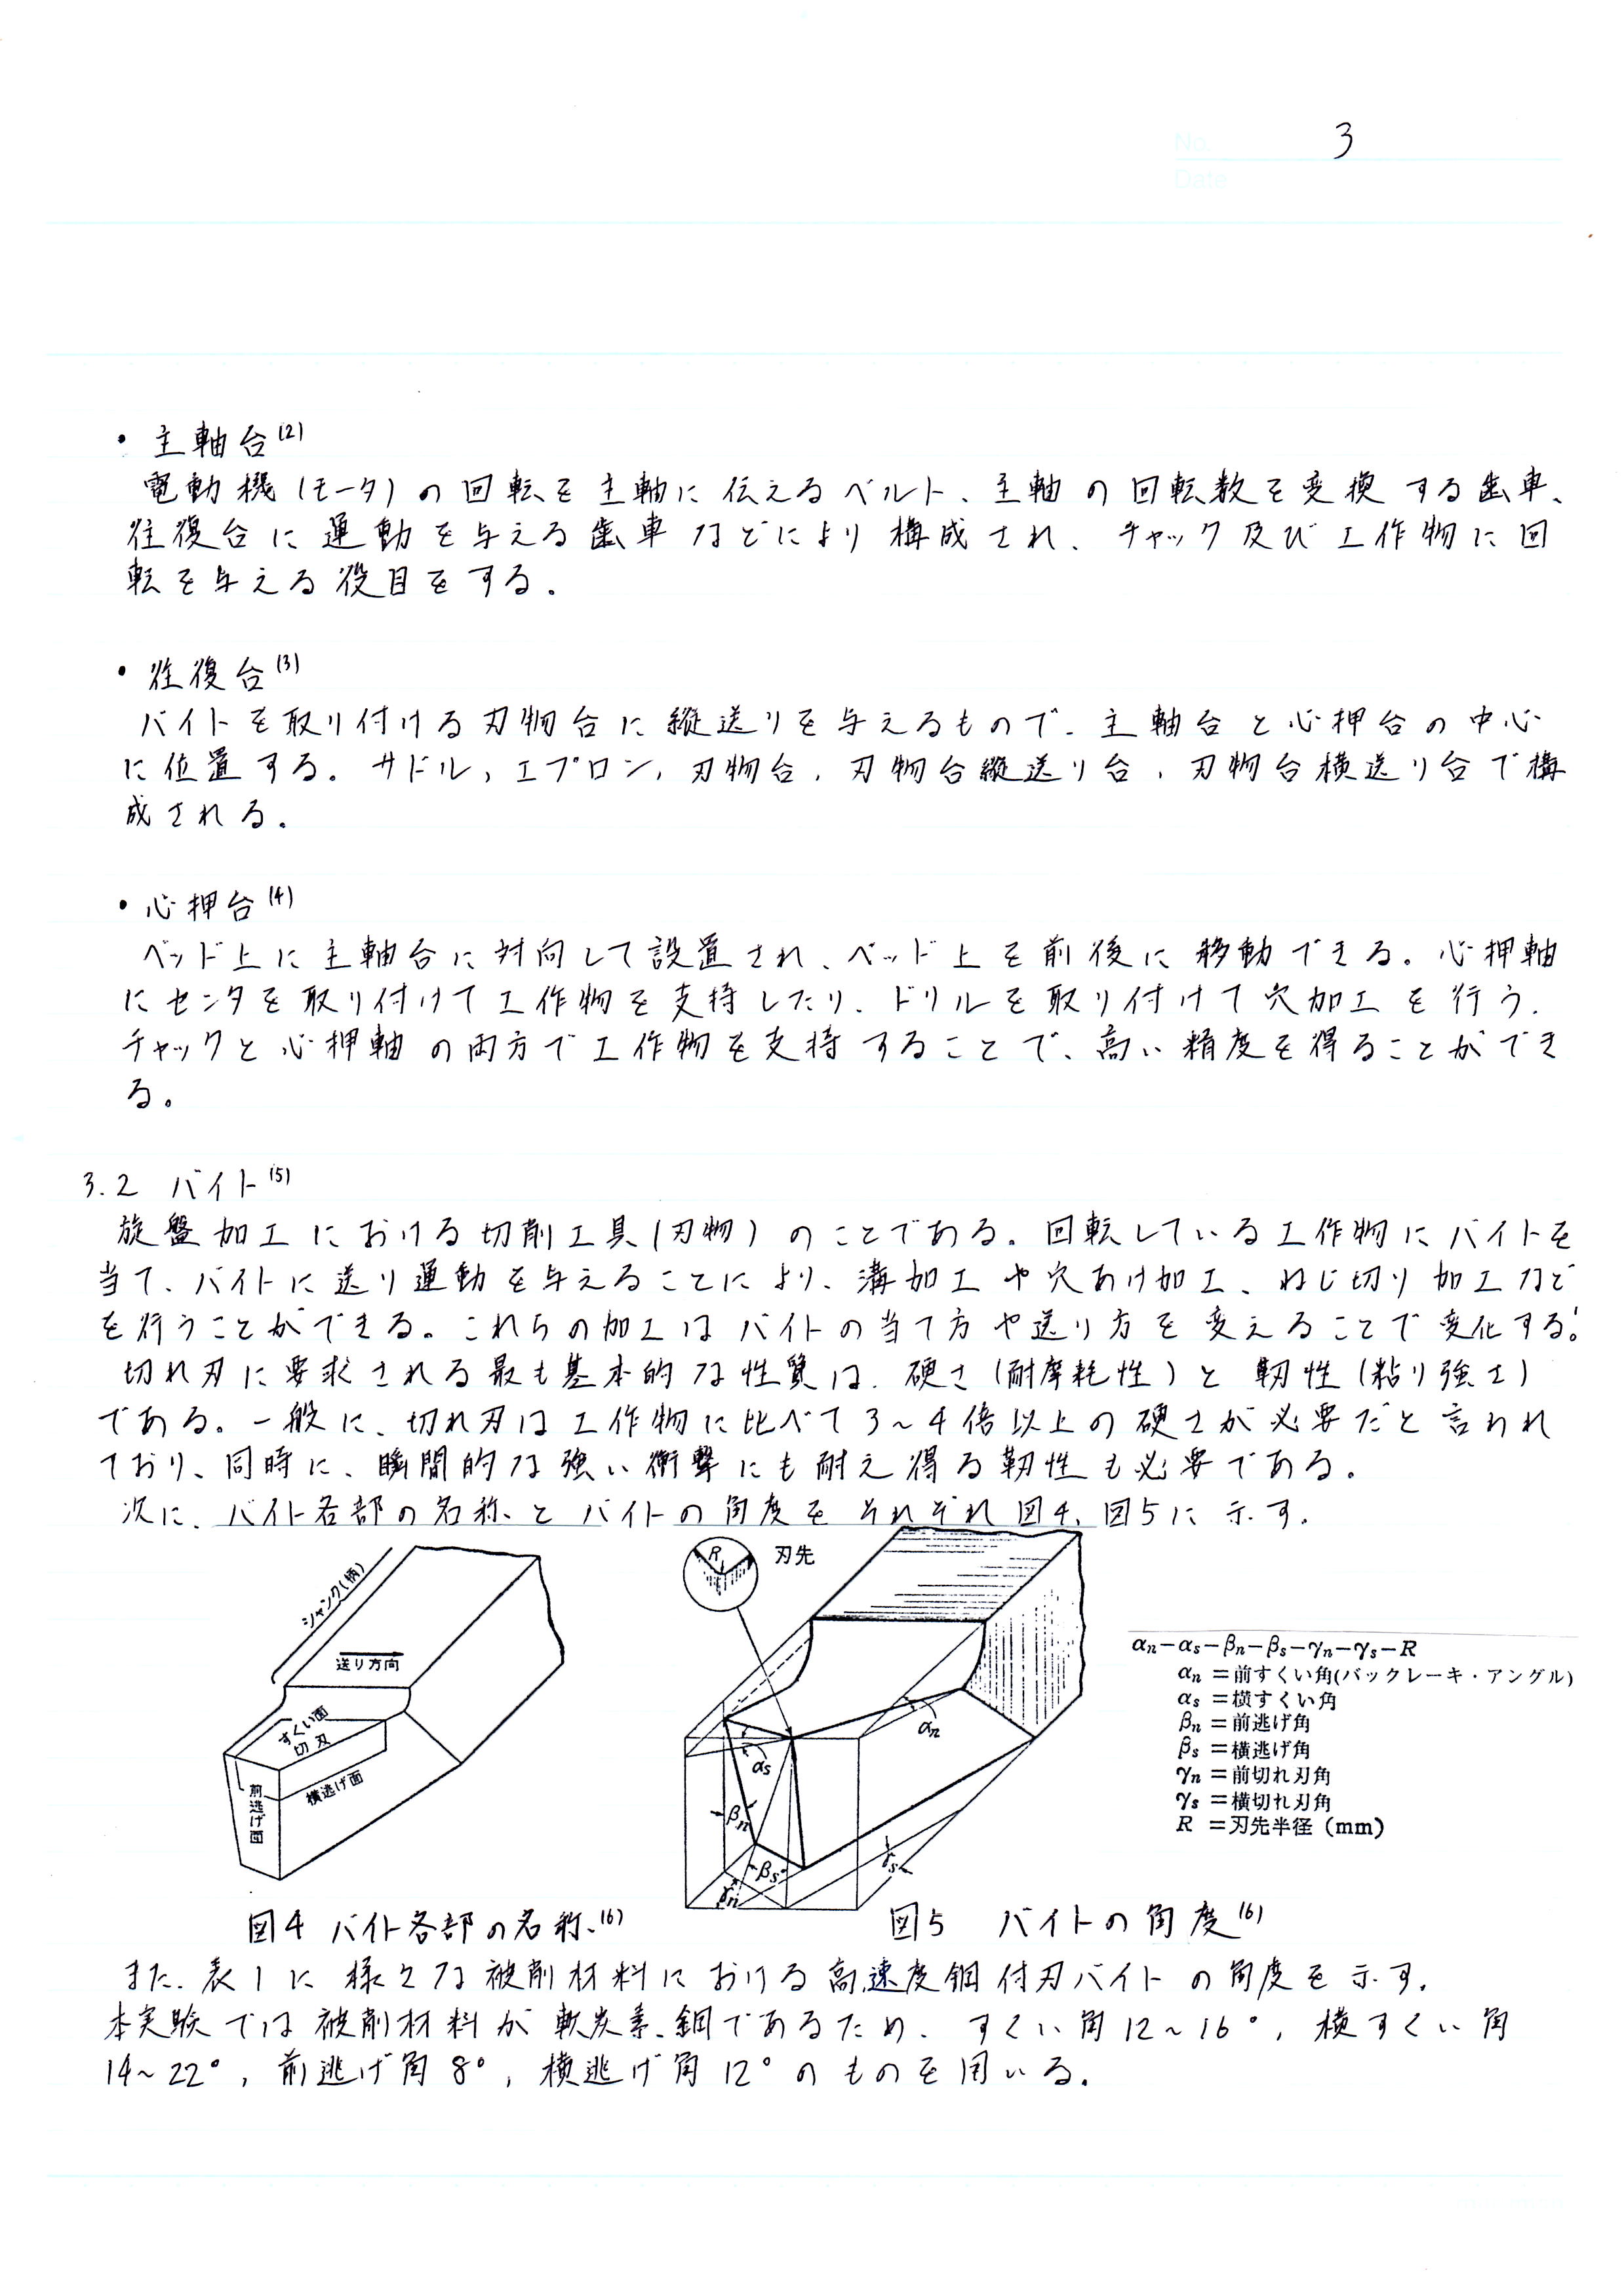 No. 3
Date
・主軸台(2)
電動機(モータ)の回転を主軸に伝えるベルト、主軸の回転数を変換する歯車、
往復台に運動を与える歯車などにより構成され、チャック及び工作物に回
転を与える役目をする。
・往復台(3)
バイトを取り付ける刃物台に縦送りを与えるもので、主軸台と心押台の中心
に位置する。サドル,エプロン,刃物台,刃物台縦送り台,刃物台横送り台で構
成される。
・心押台(4)
ベッド上に主軸台に対向して設置され、ベッド上を前後に移動できる。心押軸
にセンタを取り付けて工作物を支持したり、ドリルを取り付けて穴加工を行う。
チャックと心押軸の両方で工作物を支持することで、高い精度を得ることができ
る。
3.2 バイト(5)
旋盤加工における切削工具(刃物)のことである。回転している工作物にバイトを
当て、バイトに送り運動を与えることにより、溝加工や穴あけ加工、ねじ切り加工など
を行うことができる。これらの加工はバイトの当て方や送り方を変えることで変化する。
切れ刃に要求される最も基本的な性質は、硬さ(耐摩耗性)と靭性(粘り強さ)
である。一般に、切れ刃は工作物に比べて3~4倍以上の硬さが必要だと言われ
ており、同時に、瞬間的な強い衝撃にも耐え得る靭性も必要である。
次に、バイト各部の名称とバイトの角度をそれぞれ図4、図5に示す。
シャンク(柄)
送り方向
すくい面
切刃
横逃げ面
前逃げ面
R
刃先
αn
αs
βn
βs
γn
γs
αn−αs−βn−βs−γn−γs−R
αn=前すくい角(バックレーキ・アングル)
αs=横すくい角
βn=前逃げ角
βs=横逃げ角
γn=前切れ刃角
γs=横切れ刃角
R=刃先半径(mm)
図4 バイト各部の名称(6)
図5 バイトの角度(6)
また、表1に様々な被削材料における高速度鋼付刃バイトの角度を示す。
本実験では被削材料が軟炭素鋼であるため、すくい角12~16°,横すくい角
14~22°,前逃げ角8°,横逃げ角12°のものを用いる。